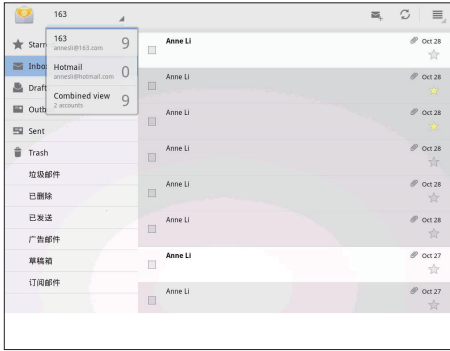 163
163
annesli@163.com 9
Hotmail
annesli@hotmail.com 0
Combined view
2 accounts 9
Starr
Inbo
Draft
Outb
Sent
Trash
垃圾邮件
已删除
已发送
广告邮件
草稿箱
订阅邮件
Anne Li Oct 28
Anne Li Oct 28
Anne Li Oct 28
Anne Li Oct 28
Anne Li Oct 28
Anne Li Oct 28
Anne Li Oct 27
Anne Li Oct 27